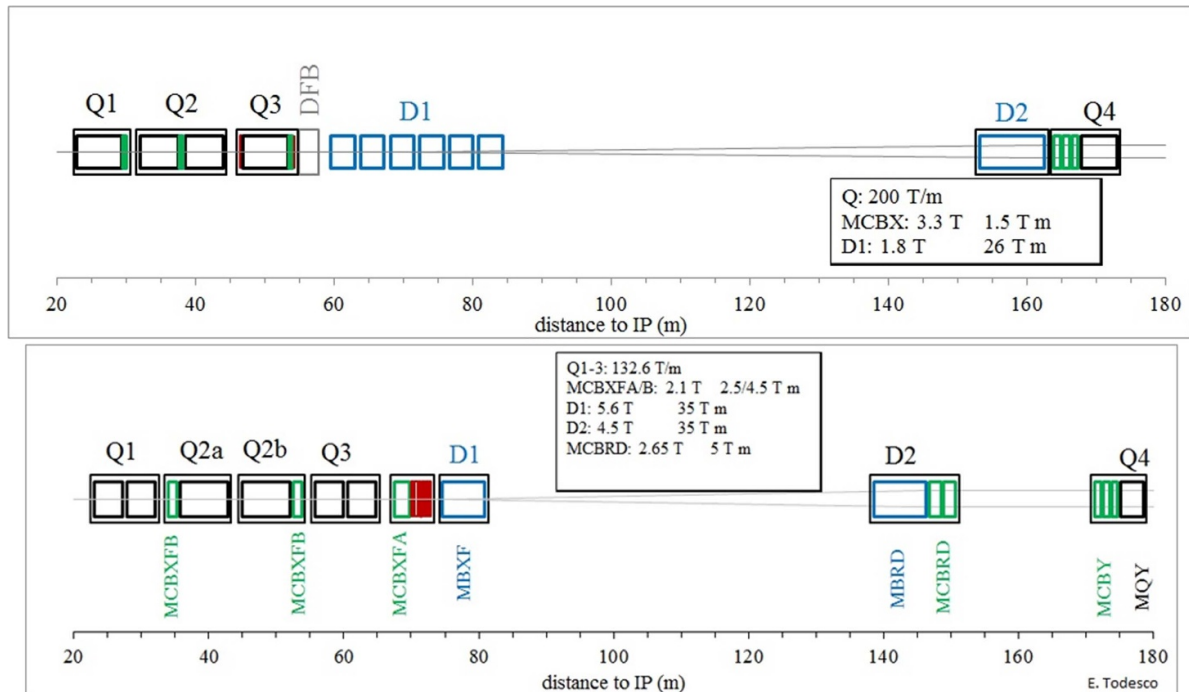 Q1 Q2 Q3 DFB D1 D2 Q4
Q: 200 T/m
MCBX: 3.3 T 1.5 T m
D1: 1.8 T 26 T m
20 40 60 80 100 120 140 160 180
distance to IP (m)
Q1-3: 132.6 T/m
MCBXFA/B: 2.1 T 2.5/4.5 T m
D1: 5.6 T 35 T m
D2: 4.5 T 35 T m
MCBRD: 2.65 T 5 T m
Q1 Q2a Q2b Q3 D1 D2 Q4
MCBXFB MCBXFB MCBXFA MBXF MBRD MCBRD MCBY MQY
20 40 60 80 100 120 140 160 180
distance to IP (m)
E. Todesco